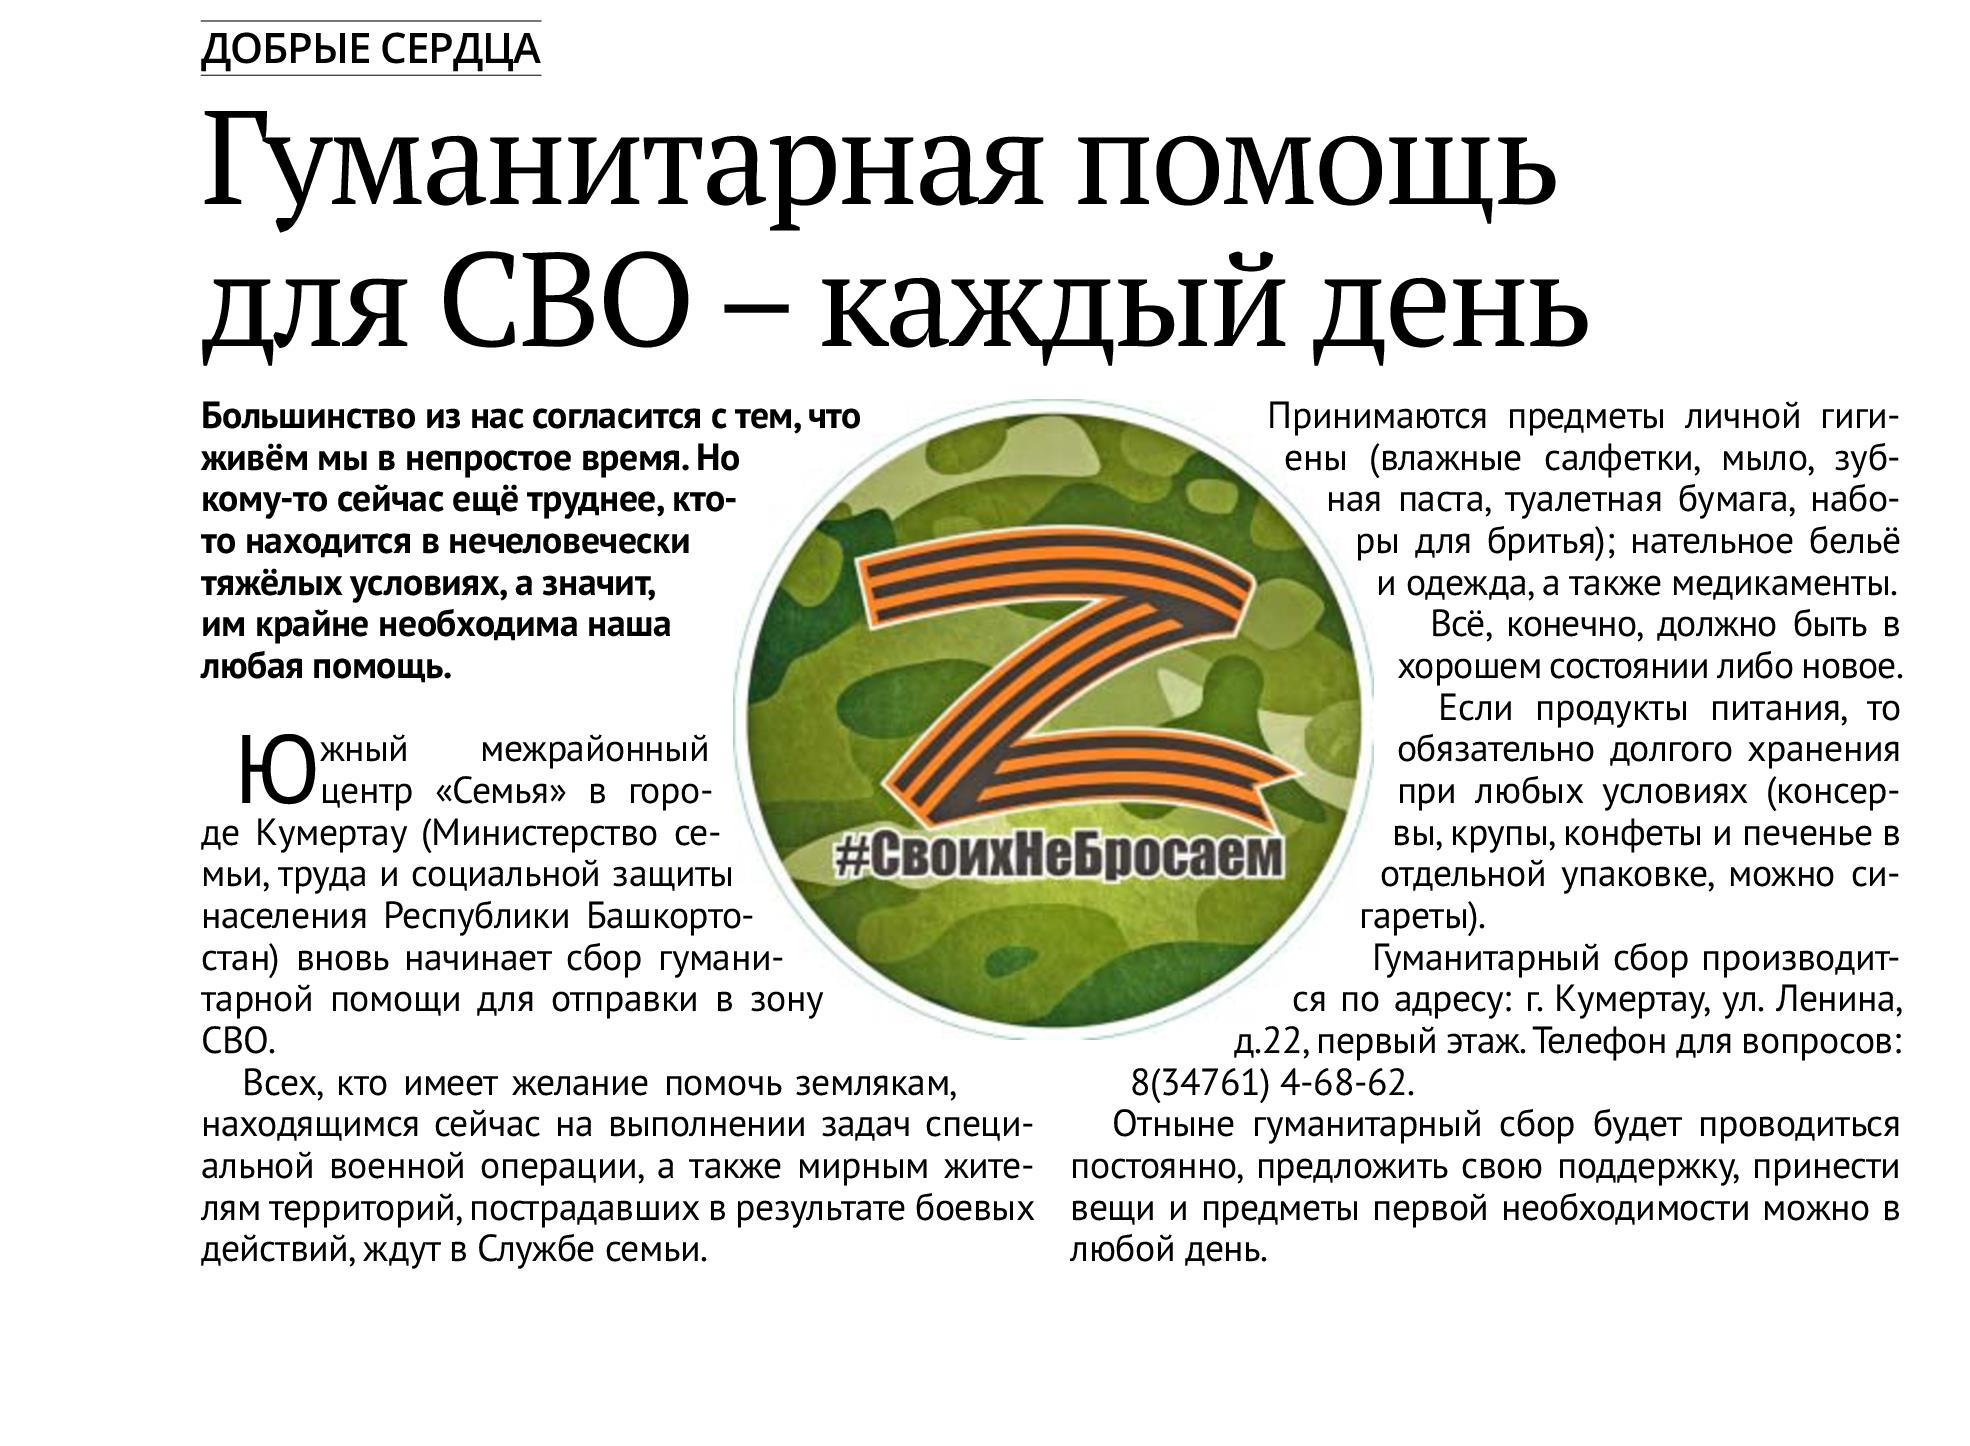 ДОБРЫЕ СЕРДЦА
Гуманитарная помощь
для СВО – каждый день
Большинство из нас согласится с тем, что
живём мы в непростое время. Но
кому-то сейчас ещё труднее, кто-
то находится в нечеловечески
тяжёлых условиях, а значит,
им крайне необходима наша
любая помощь.
Южный межрайонный
центр «Семья» в горо-
де Кумертау (Министерство се-
мьи, труда и социальной защиты
населения Республики Башкорто-
стан) вновь начинает сбор гумани-
тарной помощи для отправки в зону
СВО.
Всех, кто имеет желание помочь землякам,
находящимся сейчас на выполнении задач специ-
альной военной операции, а также мирным жите-
лям территорий, пострадавших в результате боевых
действий, ждут в Службе семьи.
Z
#СвоихНеБросаем
Принимаются предметы личной гиги-
ены (влажные салфетки, мыло, зуб-
ная паста, туалетная бумага, набо-
ры для бритья); нательное бельё
и одежда, а также медикаменты.
Всё, конечно, должно быть в
хорошем состоянии либо новое.
Если продукты питания, то
обязательно долгого хранения
при любых условиях (консер-
вы, крупы, конфеты и печенье в
отдельной упаковке, можно си-
гареты).
Гуманитарный сбор производит-
ся по адресу: г. Кумертау, ул. Ленина,
д.22, первый этаж. Телефон для вопросов:
8(34761) 4-68-62.
Отныне гуманитарный сбор будет проводиться
постоянно, предложить свою поддержку, принести
вещи и предметы первой необходимости можно в
любой день.